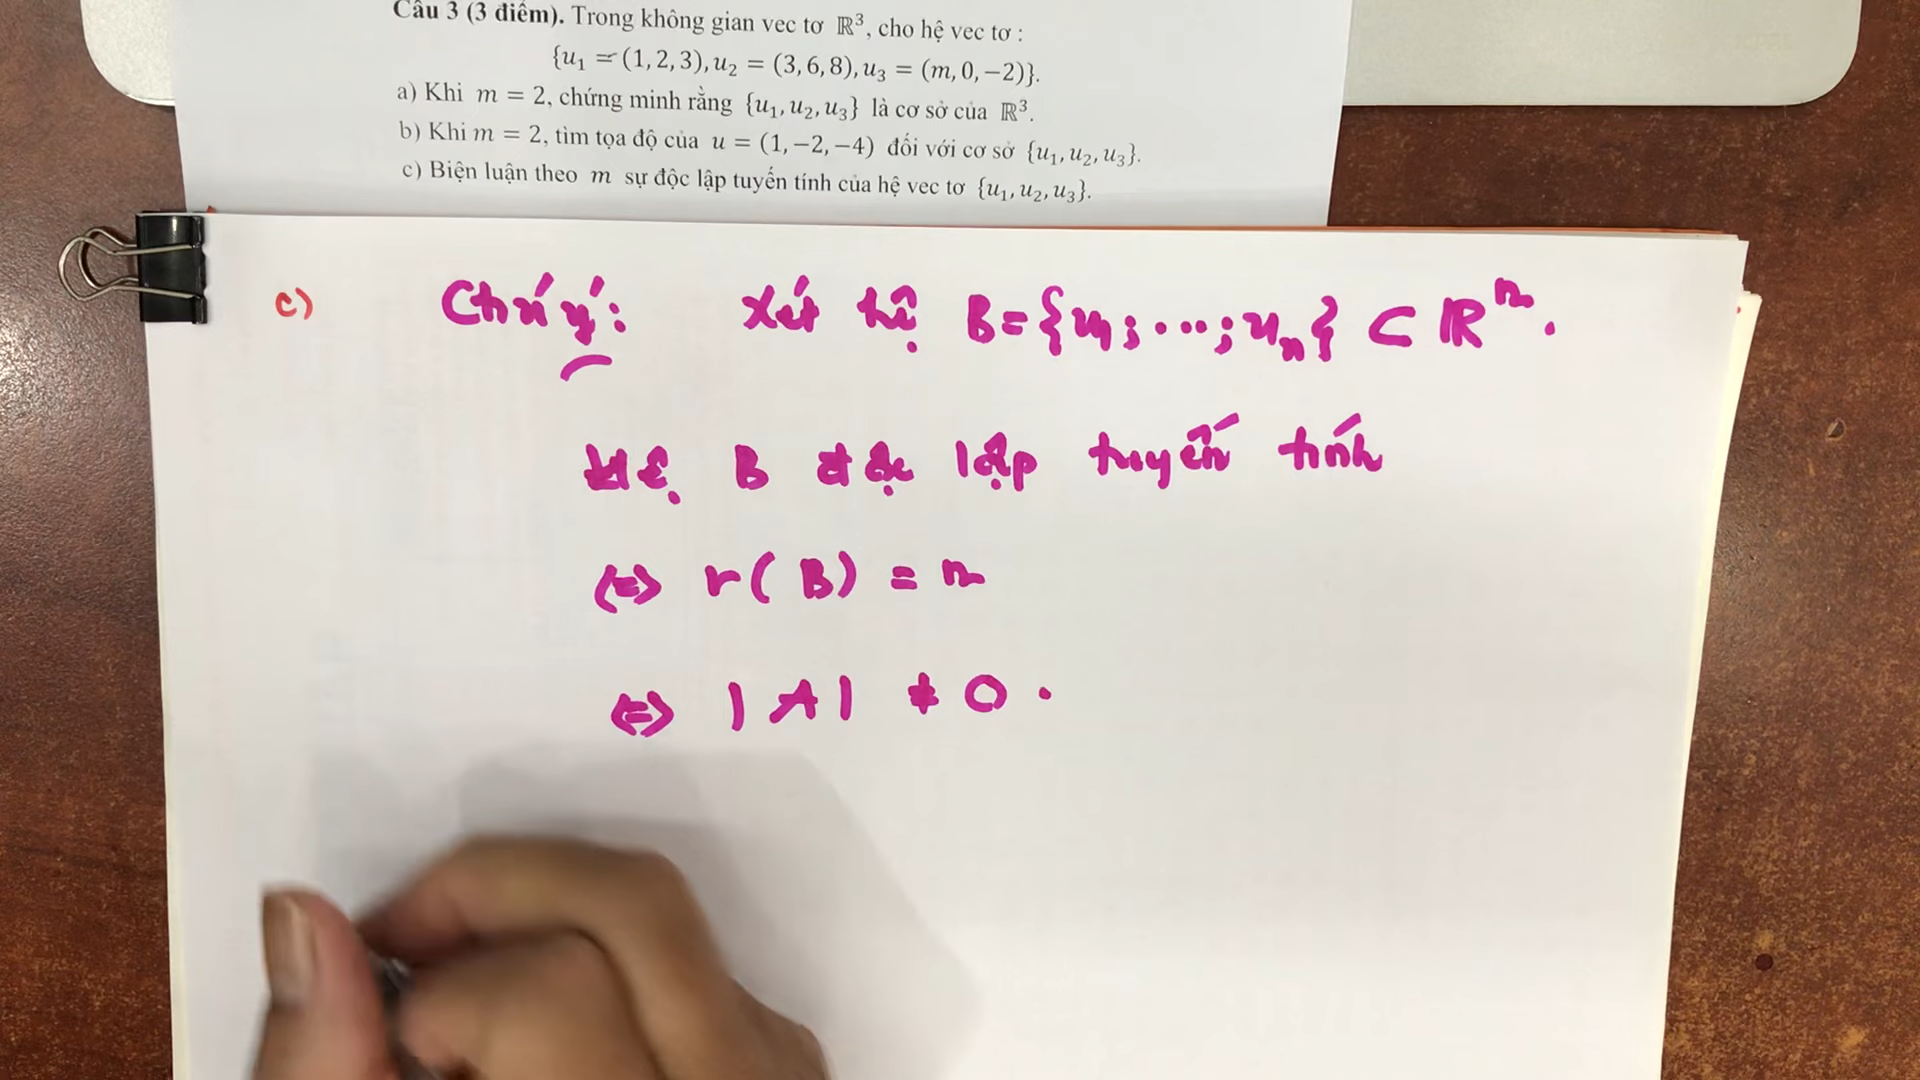 Câu 3 (3 điểm). Trong không gian vec tơ ℝ³, cho hệ vec tơ :
{u₁ = (1, 2, 3), u₂ = (3, 6, 8), u₃ = (m, 0, −2)}.
a) Khi m = 2, chứng minh rằng {u₁, u₂, u₃} là cơ sở của ℝ³.
b) Khi m = 2, tìm tọa độ của u = (1, −2, −4) đối với cơ sở {u₁, u₂, u₃}.
c) Biện luận theo m sự độc lập tuyến tính của hệ vec tơ {u₁, u₂, u₃}.
c) Chú ý: Xét hệ B = {u₁; ...; uₙ} ⊂ ℝⁿ.
Hệ B độc lập tuyến tính
⇔ r(B) = n
⇔ |A| ≠ 0.